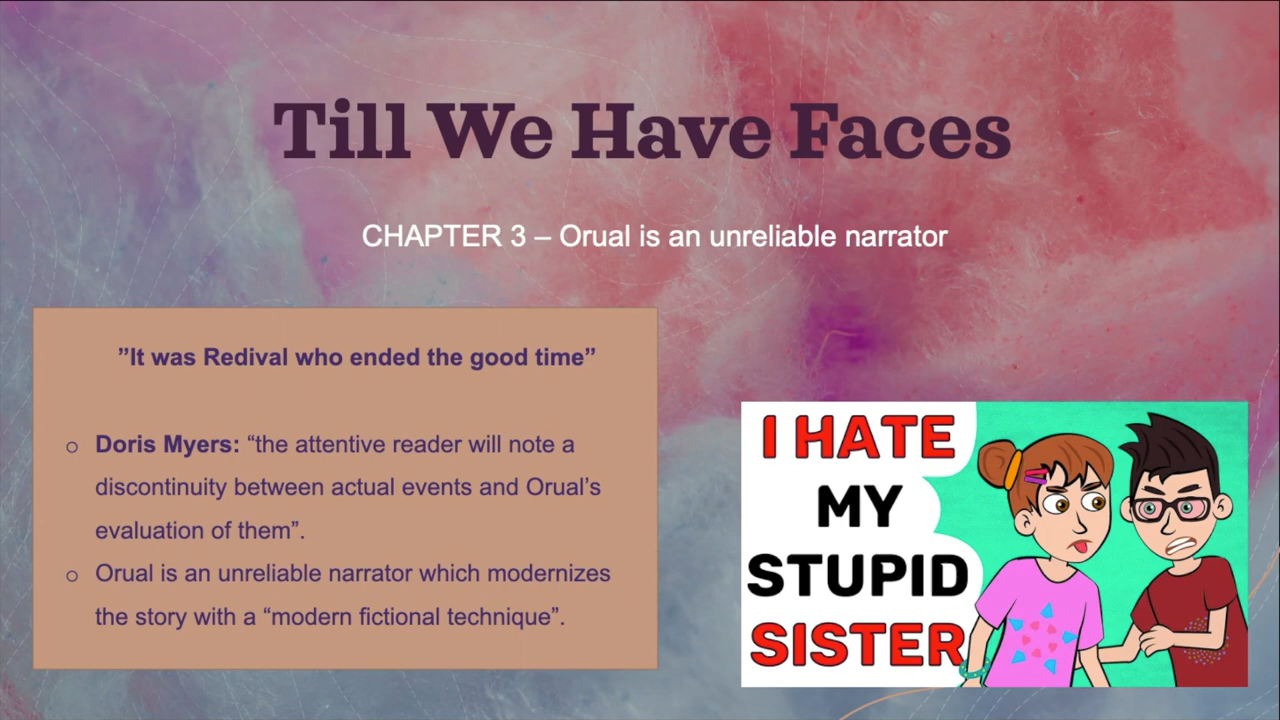 Till We Have Faces
CHAPTER 3 – Orual is an unreliable narrator
”It was Redival who ended the good time”
○ Doris Myers: “the attentive reader will note a
discontinuity between actual events and Orual’s
evaluation of them”.
○ Orual is an unreliable narrator which modernizes
the story with a “modern fictional technique”.
I HATE
MY
STUPID
SISTER